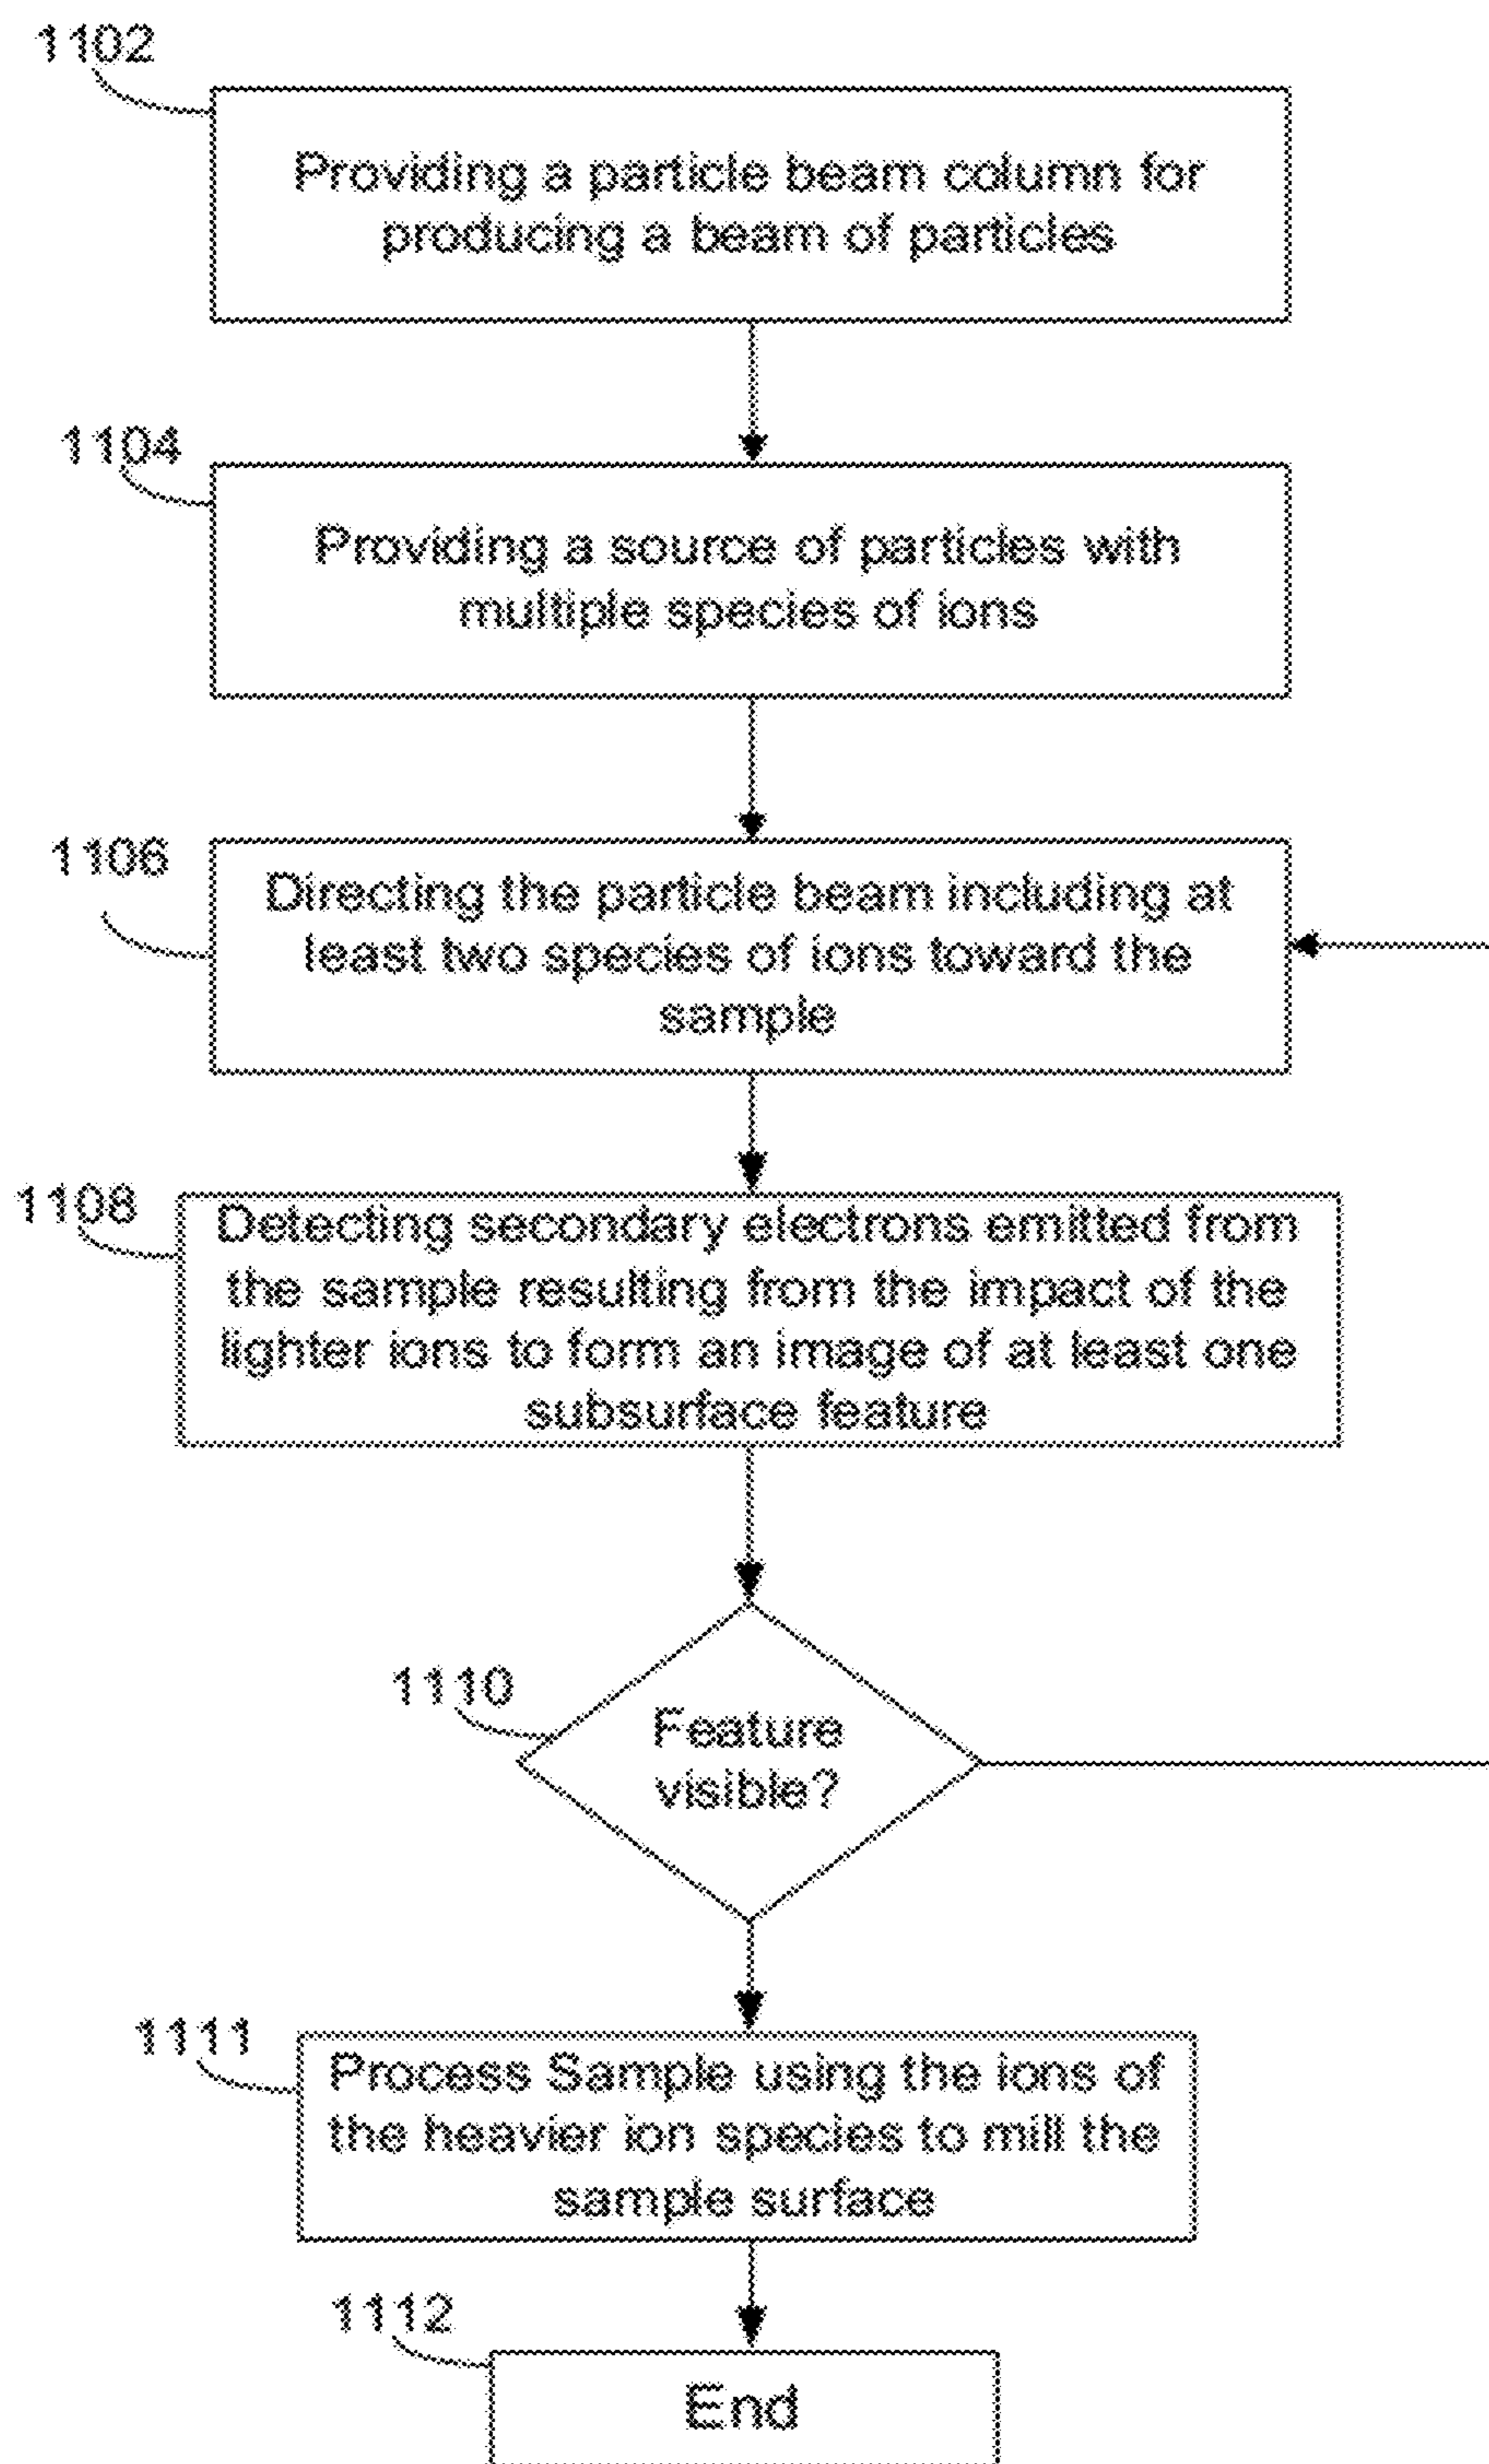 1102
Providing a particle beam column for
producing a beam of particles
1104
Providing a source of particles with
multiple species of ions
1106
Directing the particle beam including at
least two species of ions toward the
sample
1108
Detecting secondary electrons emitted from
the sample resulting from the impact of the
lighter ions to form an image of at least one
subsurface feature
1110
Feature
visible?
1111
Process Sample using the ions of
the heavier ion species to mill the
sample surface
1112
End